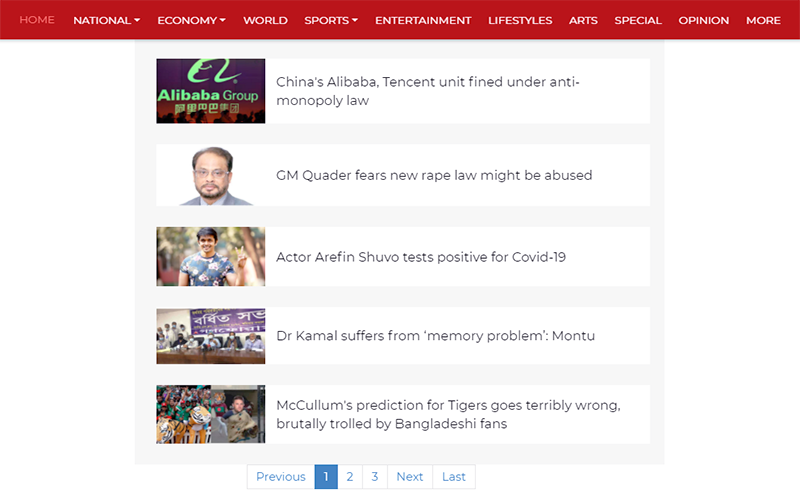 HOME NATIONAL ECONOMY WORLD SPORTS ENTERTAINMENT LIFESTYLES ARTS SPECIAL OPINION MORE
Alibaba Group
阿里巴巴集团
China's Alibaba, Tencent unit fined under anti-
monopoly law
GM Quader fears new rape law might be abused
Actor Arefin Shuvo tests positive for Covid-19
বর্ধিত সভা
Dr Kamal suffers from ‘memory problem’: Montu
McCullum's prediction for Tigers goes terribly wrong,
brutally trolled by Bangladeshi fans
Previous 1 2 3 Next Last